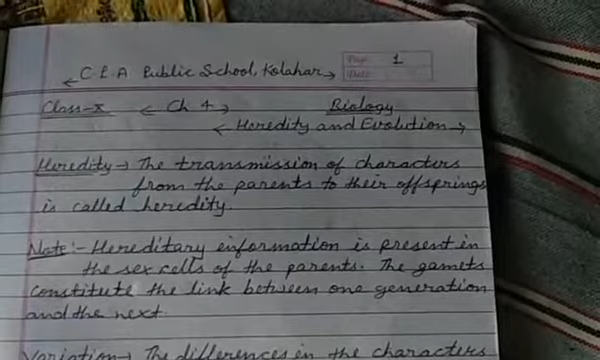 ← C.E.A Public School, Kolahar →
Page 1
Date
Class-X ← Ch 4 → Biology
← Heredity and Evolution →
Heredity → The transmission of characters
from the parents to their offsprings
is called heredity.
Note:- Hereditary information is present in
the sex cells of the parents. The gamets
constitute the link between one generation
and the next.
Variation → The differences in the characters